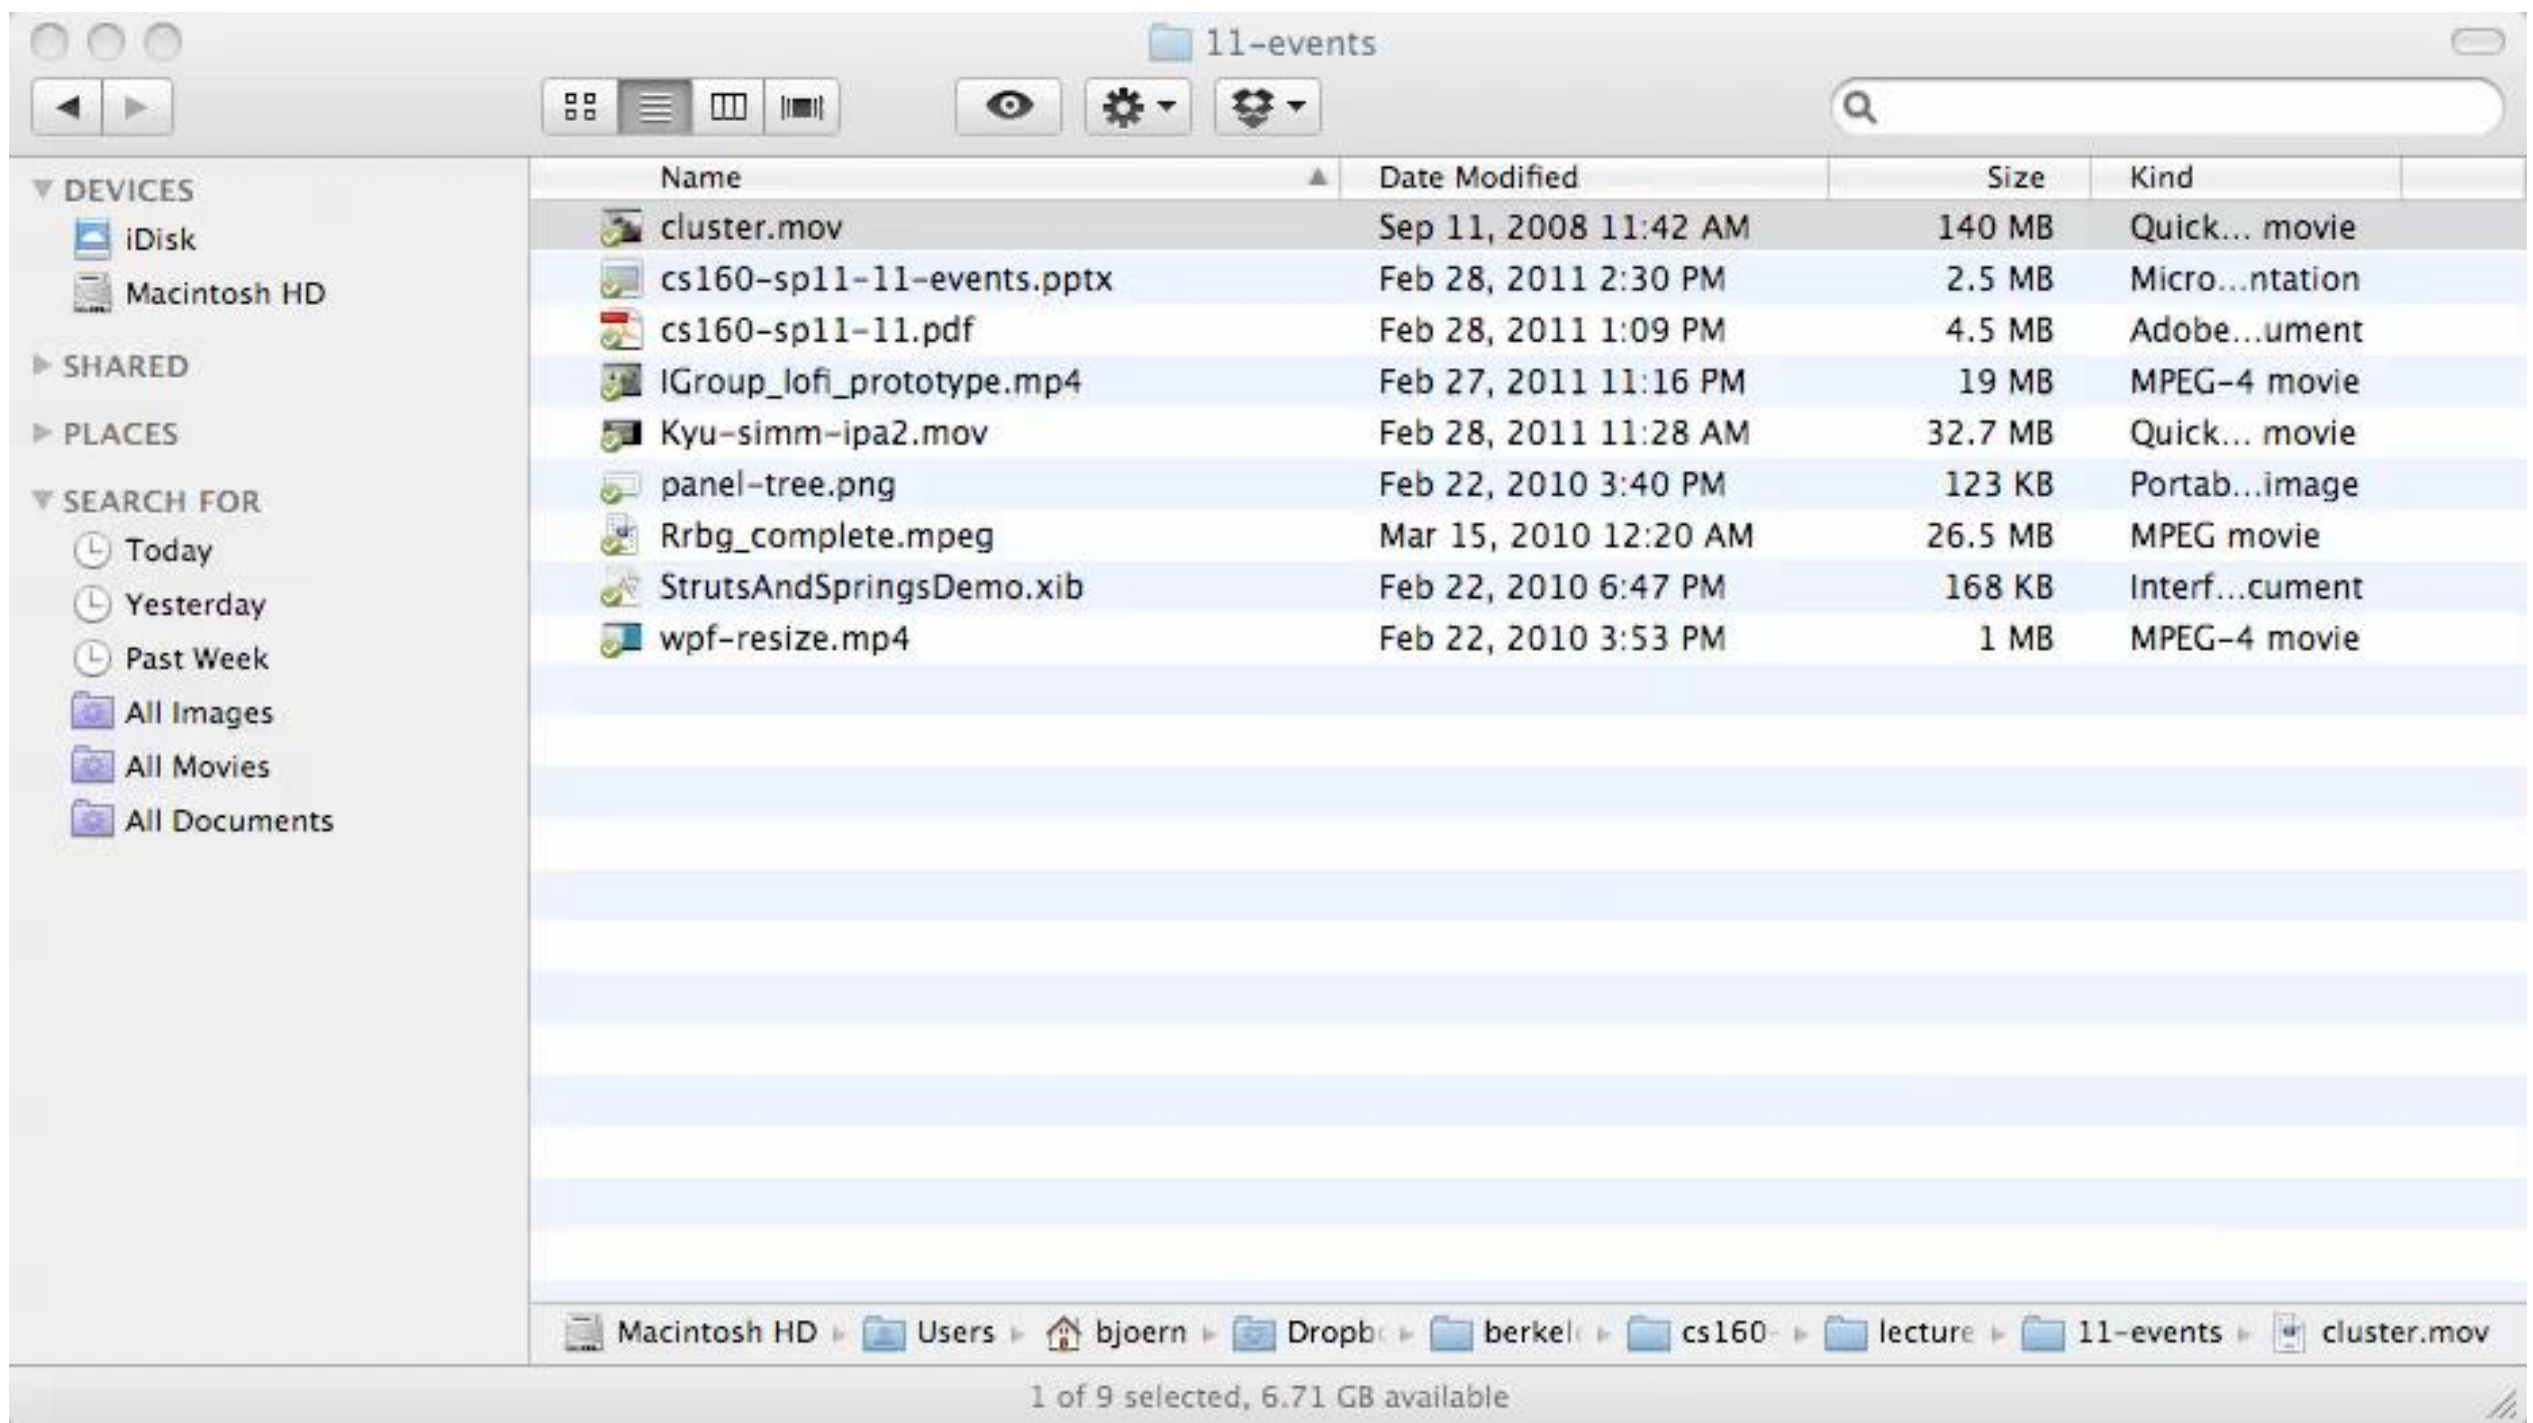 11-events
DEVICES
iDisk
Macintosh HD
SHARED
PLACES
SEARCH FOR
Today
Yesterday
Past Week
All Images
All Movies
All Documents
Name Date Modified Size Kind
cluster.mov Sep 11, 2008 11:42 AM 140 MB Quick... movie
cs160-sp11-11-events.pptx Feb 28, 2011 2:30 PM 2.5 MB Micro...ntation
cs160-sp11-11.pdf Feb 28, 2011 1:09 PM 4.5 MB Adobe...ument
IGroup_lofi_prototype.mp4 Feb 27, 2011 11:16 PM 19 MB MPEG-4 movie
Kyu-simm-ipa2.mov Feb 28, 2011 11:28 AM 32.7 MB Quick... movie
panel-tree.png Feb 22, 2010 3:40 PM 123 KB Portab...image
Rrbg_complete.mpeg Mar 15, 2010 12:20 AM 26.5 MB MPEG movie
StrutsAndSpringsDemo.xib Feb 22, 2010 6:47 PM 168 KB Interf...cument
wpf-resize.mp4 Feb 22, 2010 3:53 PM 1 MB MPEG-4 movie
Macintosh HD Users bjoern Dropb berkel cs160- lecture 11-events cluster.mov
1 of 9 selected, 6.71 GB available